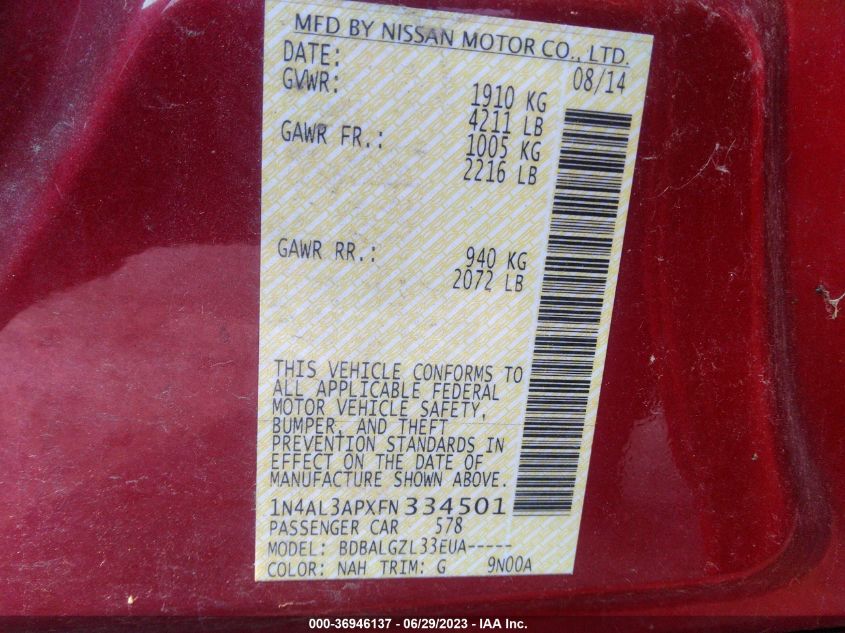 MFD BY NISSAN MOTOR CO., LTD.
DATE: 08/14
GVWR: 1910 KG
4211 LB
GAWR FR.: 1005 KG
2216 LB
GAWR RR.: 940 KG
2072 LB
THIS VEHICLE CONFORMS TO
ALL APPLICABLE FEDERAL
MOTOR VEHICLE SAFETY,
BUMPER, AND THEFT
PREVENTION STANDARDS IN
EFFECT ON THE DATE OF
MANUFACTURE SHOWN ABOVE.
1N4AL3APXFN334501
PASSENGER CAR 578
MODEL: BDBALGZL33EUA-----
COLOR: NAH TRIM: G 9N00A
000-36946137 - 06/29/2023 - IAA Inc.